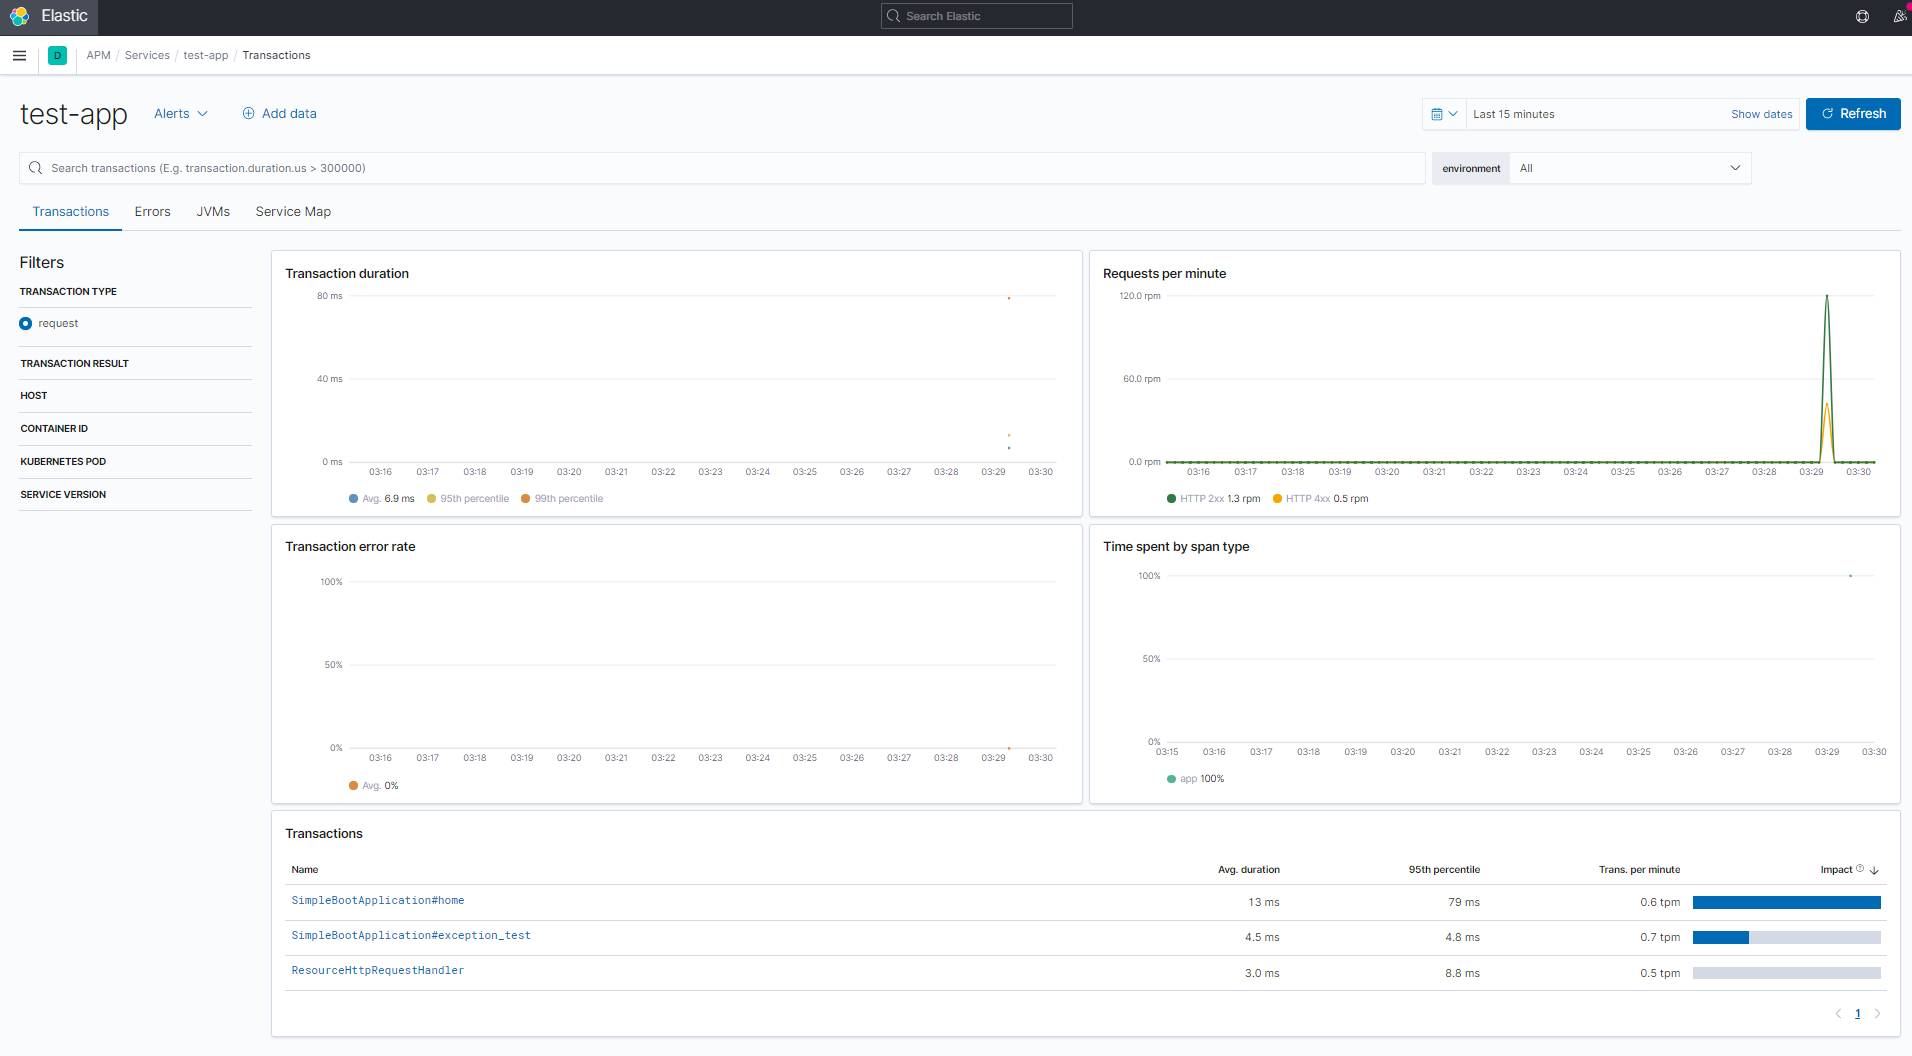 Elastic
Search Elastic
D
APM / Services / test-app / Transactions
test-app
Alerts
Add data
Last 15 minutes
Show dates
Refresh
Search transactions (E.g. transaction.duration.us > 300000)
environment
All
Transactions
Errors
JVMs
Service Map
Filters
TRANSACTION TYPE
request
TRANSACTION RESULT
HOST
CONTAINER ID
KUBERNETES POD
SERVICE VERSION
Transaction duration
80 ms
40 ms
0 ms
03:16 03:17 03:18 03:19 03:20 03:21 03:22 03:23 03:24 03:25 03:26 03:27 03:28 03:29 03:30
Avg. 6.9 ms 95th percentile 99th percentile
Requests per minute
120.0 rpm
60.0 rpm
0.0 rpm
03:16 03:17 03:18 03:19 03:20 03:21 03:22 03:23 03:24 03:25 03:26 03:27 03:28 03:29 03:30
HTTP 2xx 1.3 rpm HTTP 4xx 0.5 rpm
Transaction error rate
100%
50%
0%
03:16 03:17 03:18 03:19 03:20 03:21 03:22 03:23 03:24 03:25 03:26 03:27 03:28 03:29 03:30
Avg. 0%
Time spent by span type
100%
50%
0%
03:15 03:16 03:17 03:18 03:19 03:20 03:21 03:22 03:23 03:24 03:25 03:26 03:27 03:28 03:29 03:30
app 100%
Transactions
Name Avg. duration 95th percentile Trans. per minute Impact
SimpleBootApplication#home 13 ms 79 ms 0.6 tpm
SimpleBootApplication#exception_test 4.5 ms 4.8 ms 0.7 tpm
ResourceHttpRequestHandler 3.0 ms 8.8 ms 0.5 tpm
1